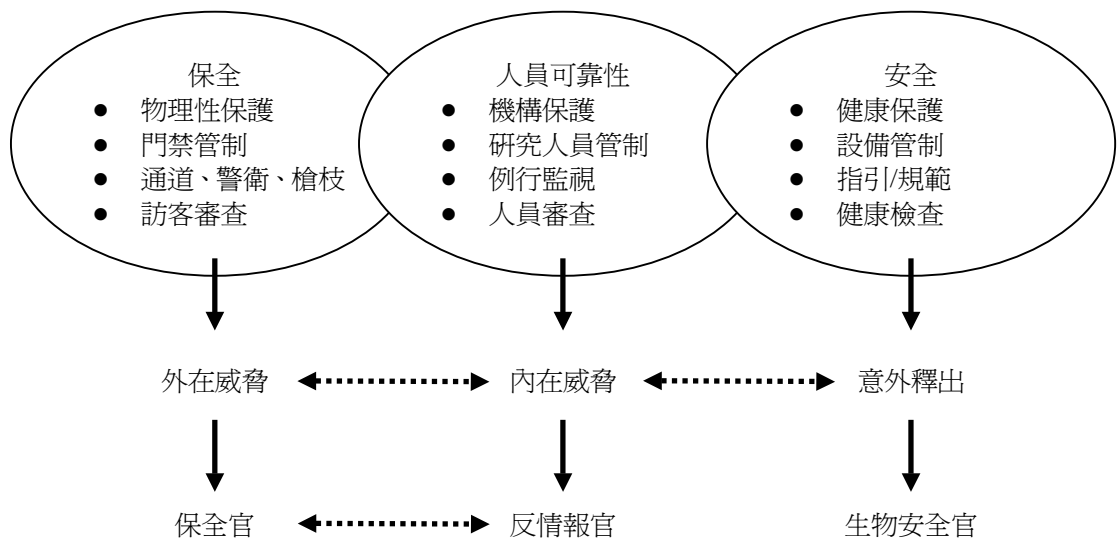 保全
● 物理性保護
● 門禁管制
● 通道、警衛、槍枝
● 訪客審查
人員可靠性
● 機構保護
● 研究人員管制
● 例行監視
● 人員審查
安全
● 健康保護
● 設備管制
● 指引/規範
● 健康檢查
外在威脅
內在威脅
意外釋出
保全官
反情報官
生物安全官